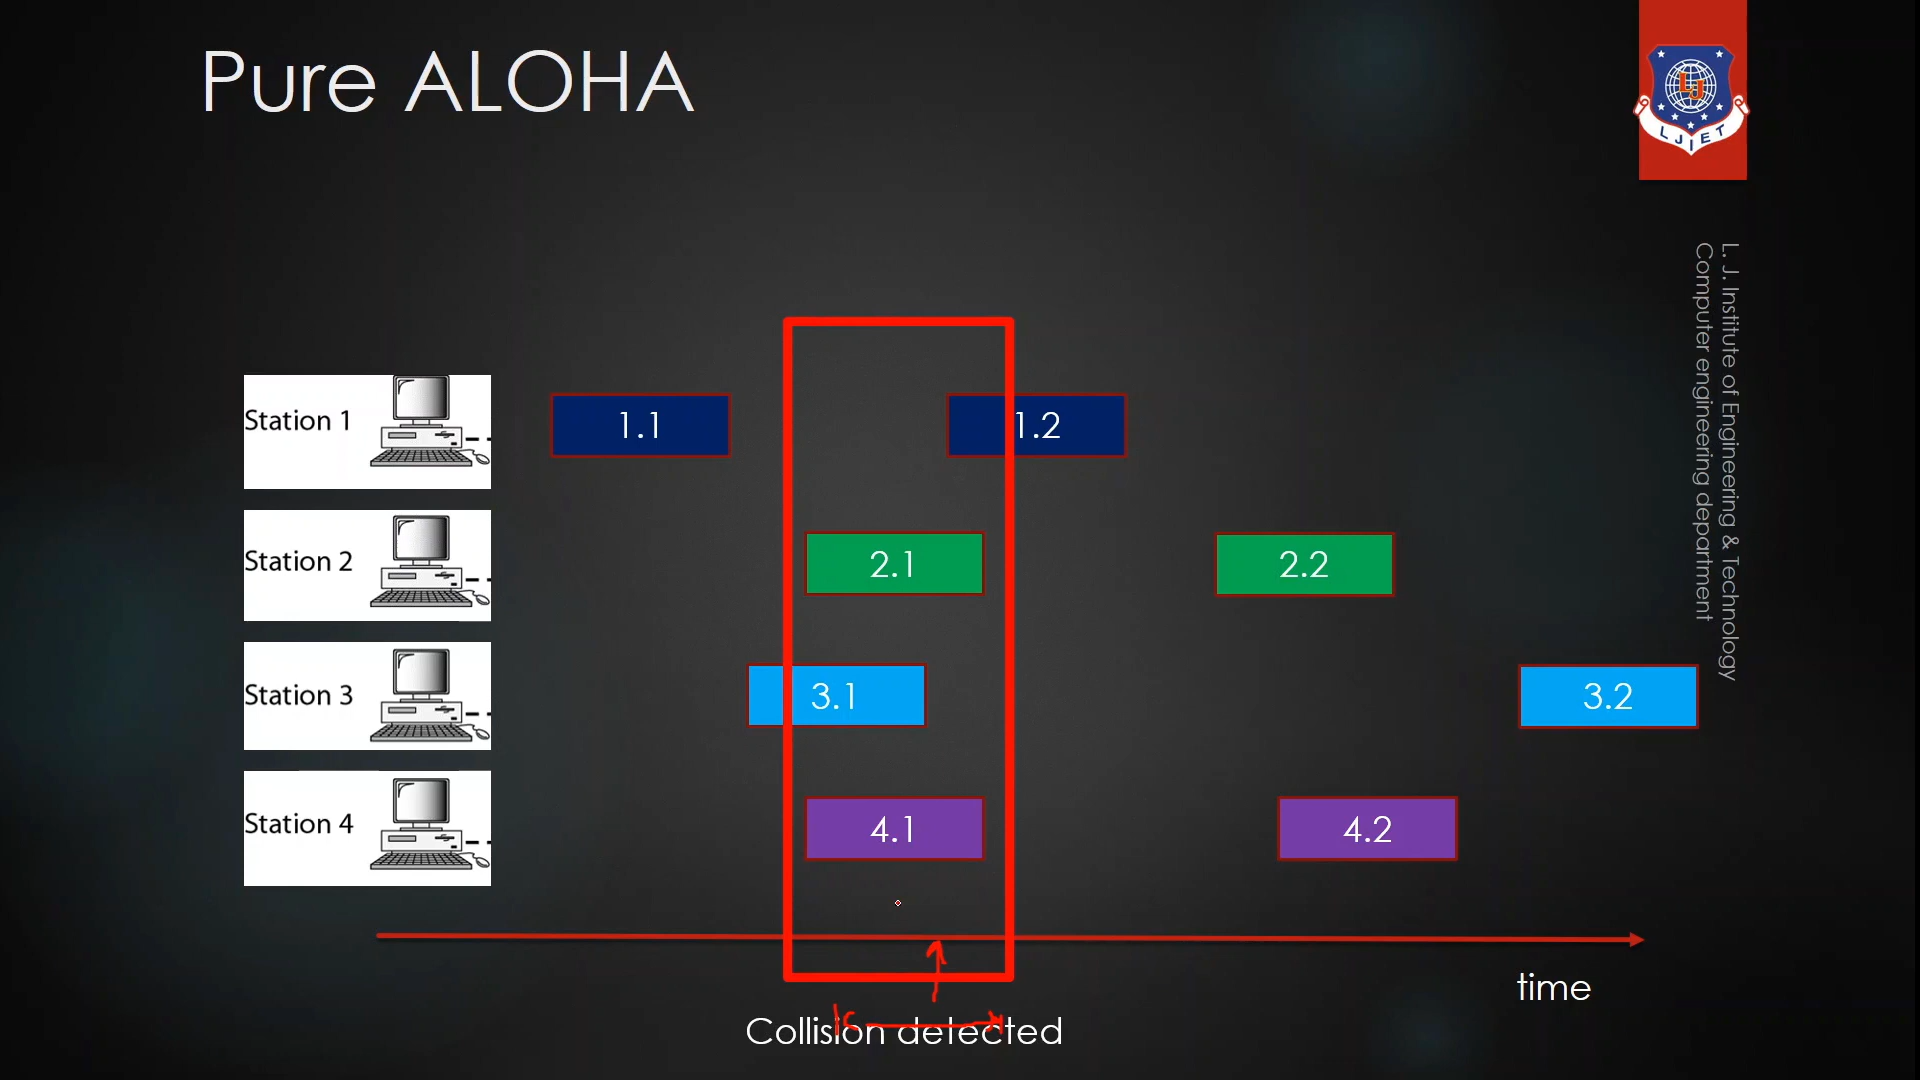 Pure ALOHA
LJ
LJIET
L. J. Institute of Engineering & Technology
Computer engineering department
Station 1
1.1
1.2
Station 2
2.1
2.2
Station 3
3.1
3.2
Station 4
4.1
4.2
time
Collision detected